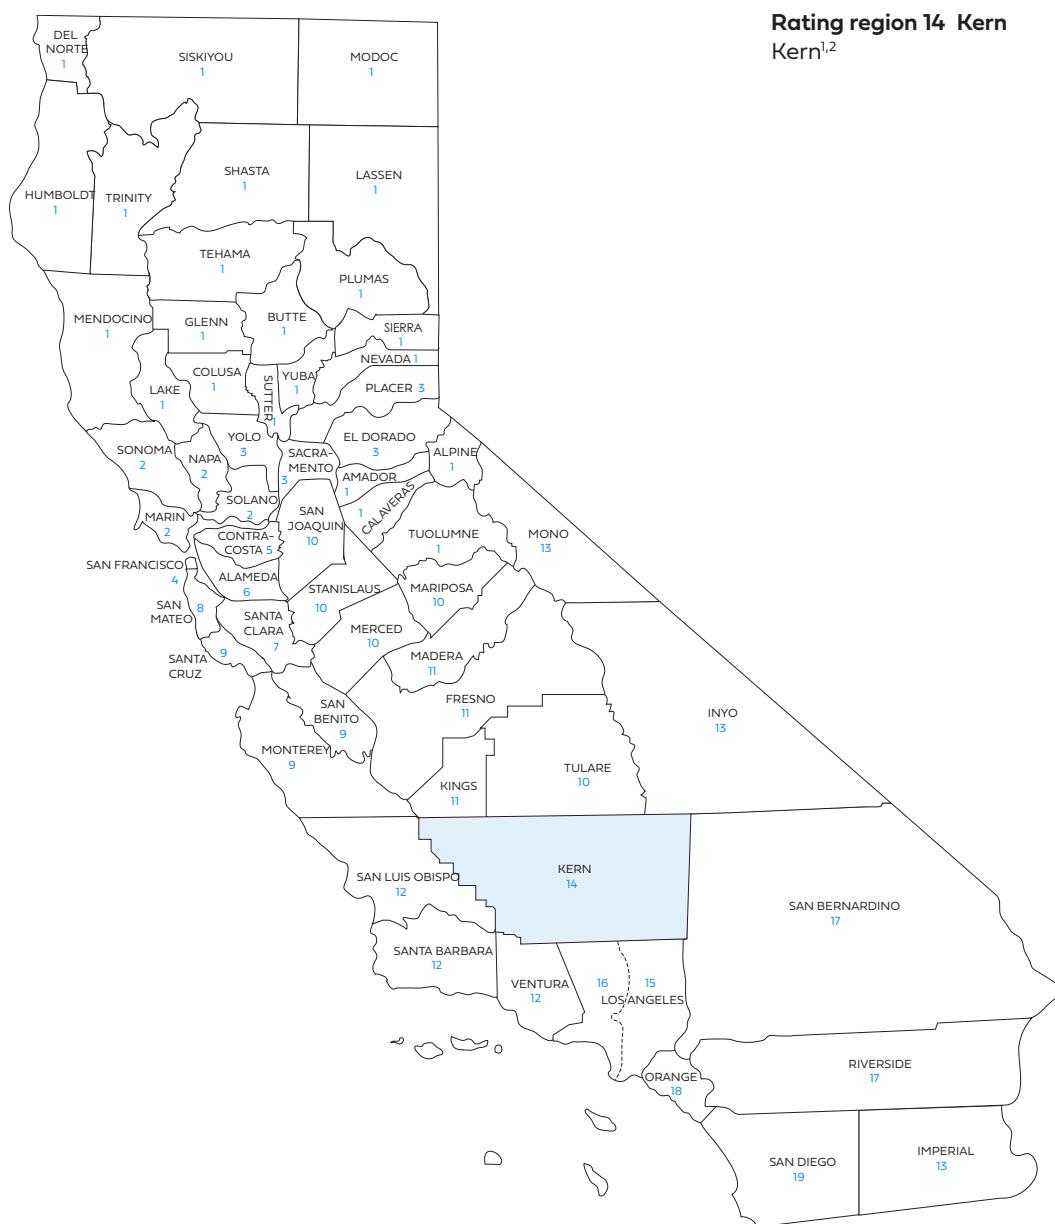 Rating region 14 Kern
Kern1,2
DEL
NORTE
1
SISKIYOU
1
MODOC
1
HUMBOLDT
1
TRINITY
1
SHASTA
1
LASSEN
1
TEHAMA
1
PLUMAS
1
MENDOCINO
1
GLENN
1
BUTTE
1
SIERRA
1
NEVADA 1
PLACER 3
COLUSA
1
SUTTER
1
YUBA
1
LAKE
1
SONOMA
2
NAPA
2
YOLO
3
SACRA-
MENTO
3
EL DORADO
3
ALPINE
1
AMADOR
1
CALAVERAS
1
SOLANO
2
MARIN
2
SAN
JOAQUIN
10
CONTRA-
COSTA 5
TUOLUMNE
1
MONO
13
SAN FRANCISCO
4
ALAMEDA
6
STANISLAUS
10
MARIPOSA
10
SAN
MATEO
8
SANTA
CLARA
7
MERCED
10
SANTA
CRUZ
9
MADERA
11
FRESNO
11
SAN
BENITO
9
MONTEREY
9
INYO
13
TULARE
10
KINGS
11
KERN
14
SAN LUIS OBISPO
12
SAN BERNARDINO
17
SANTA BARBARA
12
VENTURA
12
16
15
LOS ANGELES
ORANGE
18
RIVERSIDE
17
SAN DIEGO
19
IMPERIAL
13